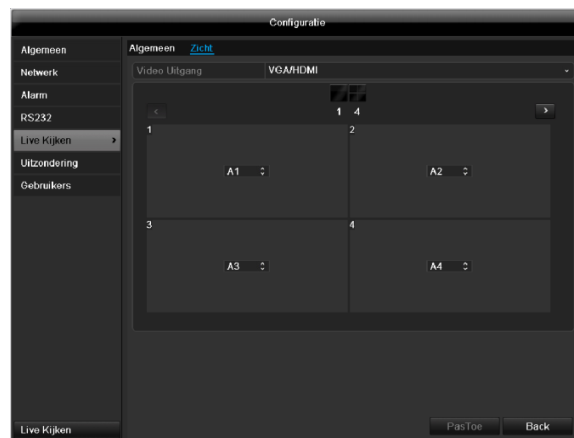 Configuratie
Algemeen
Netwerk
Alarm
RS232
Live Kijken
Uitzondering
Gebruikers
Live Kijken
Algemeen Zicht
Video Uitgang VGA/HDMI
1 4
1 2
A1 A2
3 4
A3 A4
PasToe Back